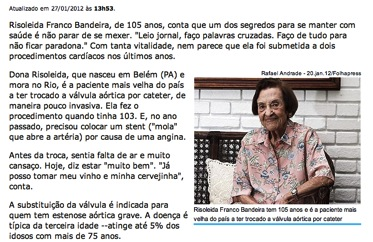 Atualizado em 27/01/2012 às 13h53.
Risoleida Franco Bandeira, de 105 anos, conta que um dos segredos para se manter com
saúde é não parar de se mexer. "Leio jornal, faço palavras cruzadas. Faço de tudo para
não ficar paradona." Com tanta vitalidade, nem parece que ela foi submetida a dois
procedimentos cardíacos nos últimos anos.
Dona Risoleida, que nasceu em Belém (PA) e
mora no Rio, é a paciente mais velha do país
a ter trocado a válvula aórtica por cateter, de
maneira pouco invasiva. Ela fez o
procedimento quando tinha 103. E, no ano
passado, precisou colocar um stent ("mola"
que abre a artéria) por causa de uma angina.
Antes da troca, sentia falta de ar e muito
cansaço. Hoje, diz estar "muito bem". "Já
posso tomar meu vinho e minha cervejinha",
conta.
A substituição da válvula é indicada para
quem tem estenose aórtica grave. A doença é
típica da terceira idade --atinge até 5% dos
idosos com mais de 75 anos.
Rafael Andrade - 20.jan.12/Folhapress
Risoleida Franco Bandeira tem 105 anos e é a paciente mais
velha do país a ter trocado a válvula aórtica por cateter